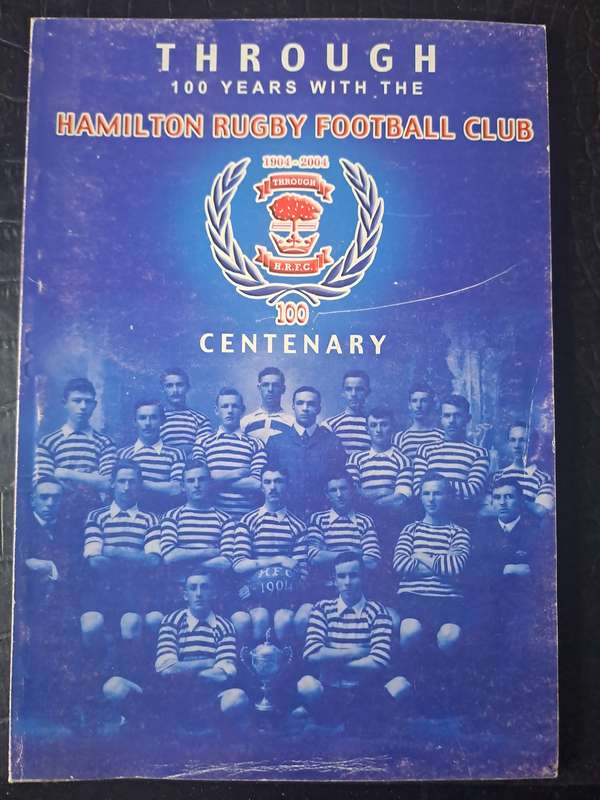 THROUGH
100 YEARS WITH THE
HAMILTON RUGBY FOOTBALL CLUB
1904-2004
THROUGH
H.R.F.C.
100
CENTENARY
H.F.C.
1904